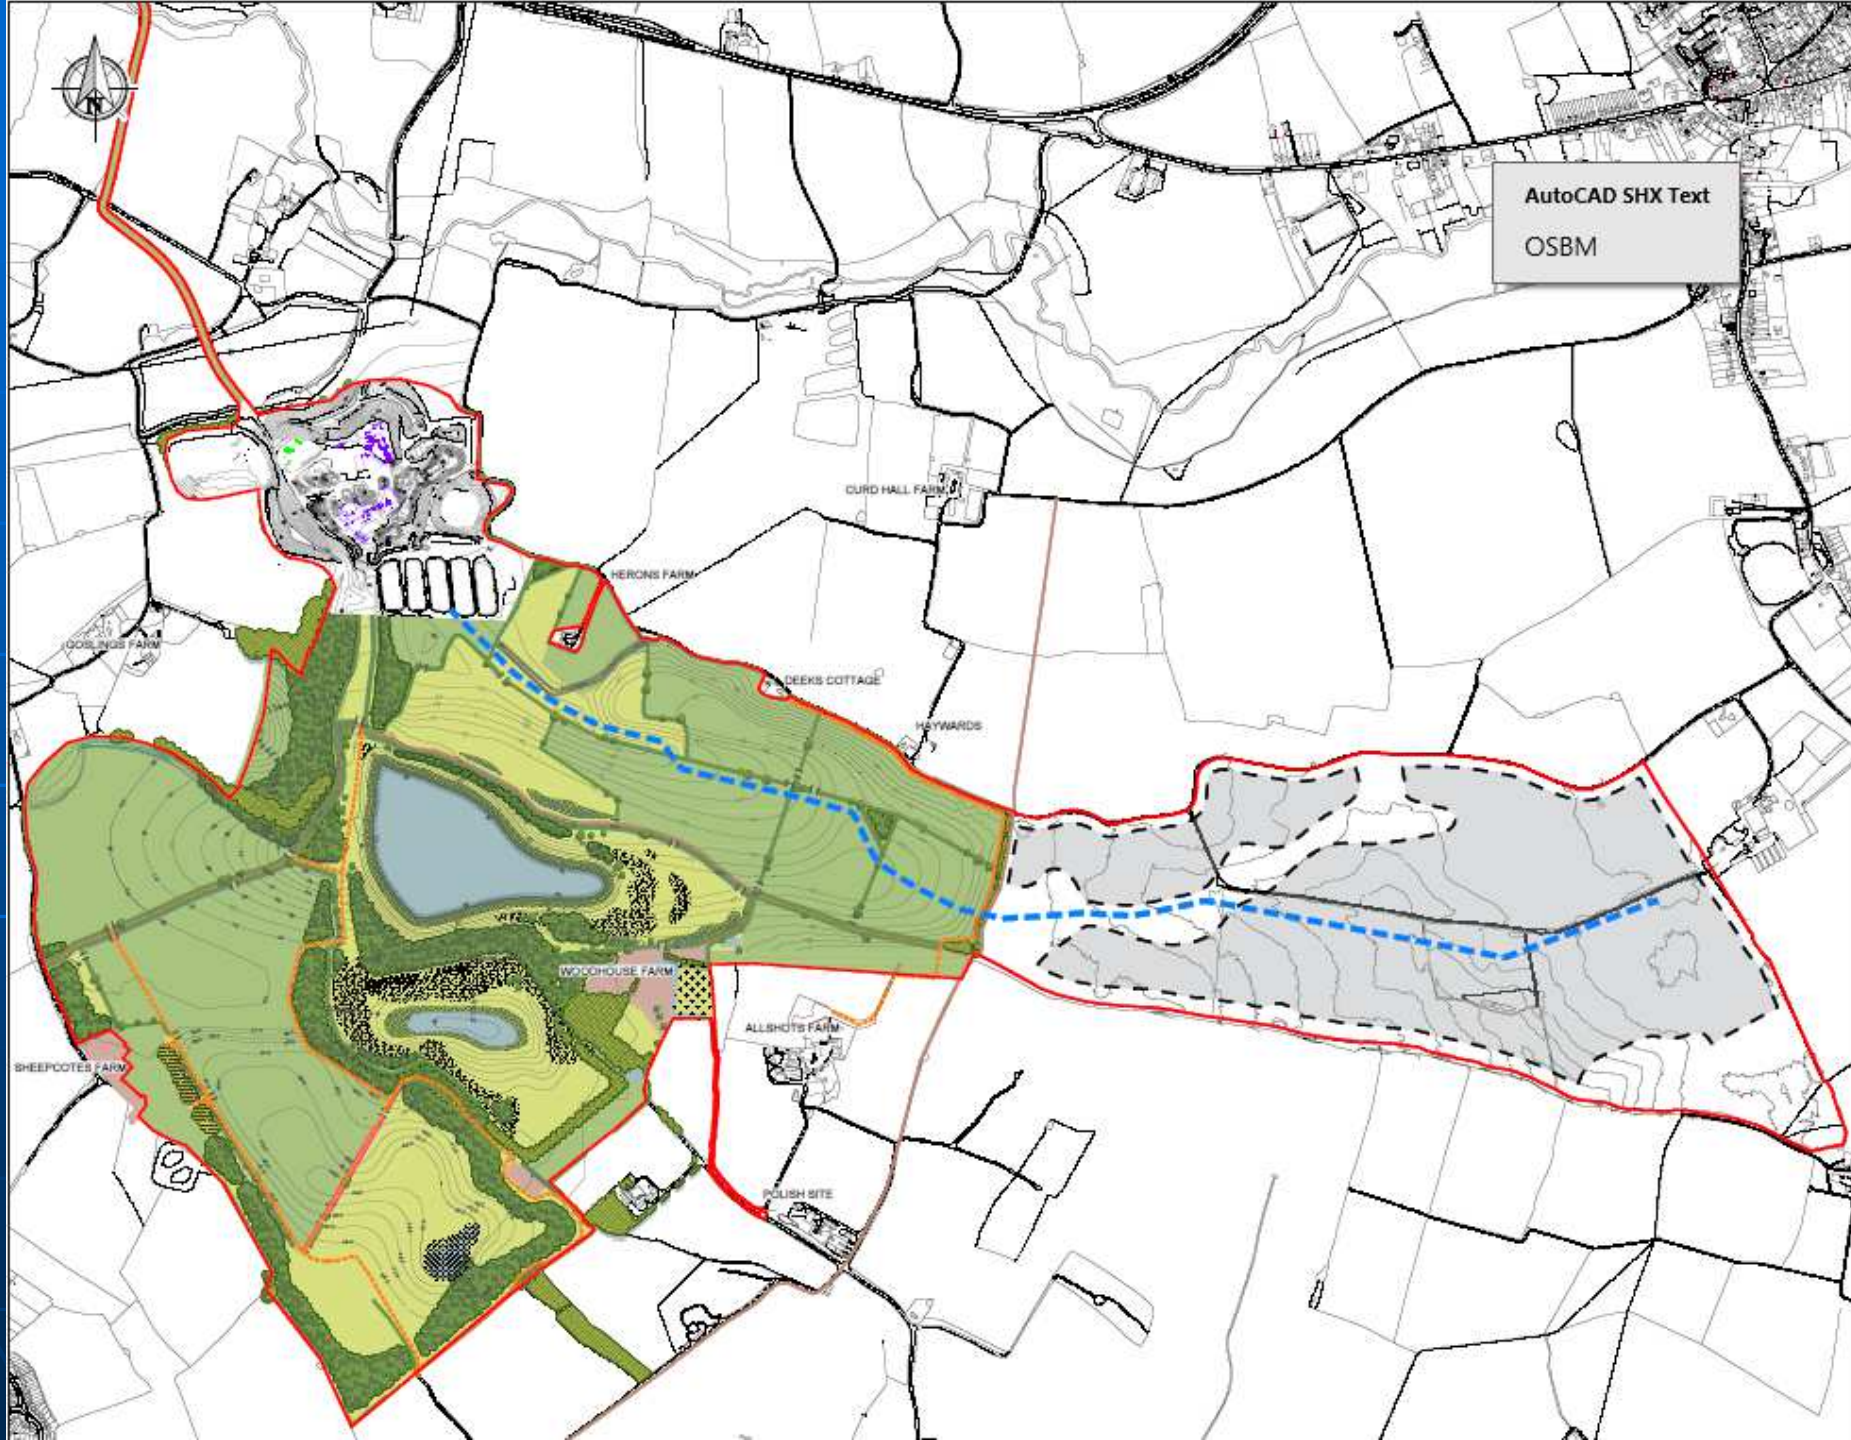 N
AutoCAD SHX Text
OSBM
CURD HALL FARM
HERONS FARM
GOSLINGS FARM
DEEKS COTTAGE
HAYWARDS
WOODHOUSE FARM
ALLSHOTS FARM
SHEEPCOTES FARM
POLISH SITE